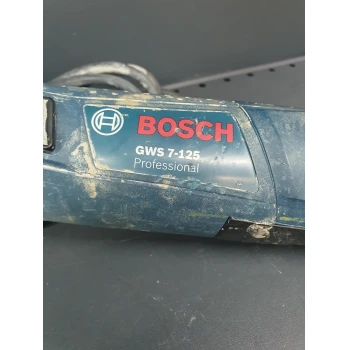 BOSCH
GWS 7-125
Professional